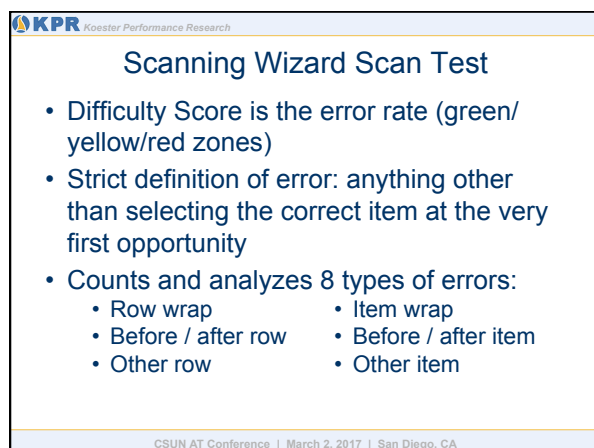 KPR Koester Performance Research
Scanning Wizard Scan Test
• Difficulty Score is the error rate (green/
yellow/red zones)
• Strict definition of error: anything other
than selecting the correct item at the very
first opportunity
• Counts and analyzes 8 types of errors:
• Row wrap • Item wrap
• Before / after row • Before / after item
• Other row • Other item
CSUN AT Conference | March 2, 2017 | San Diego, CA